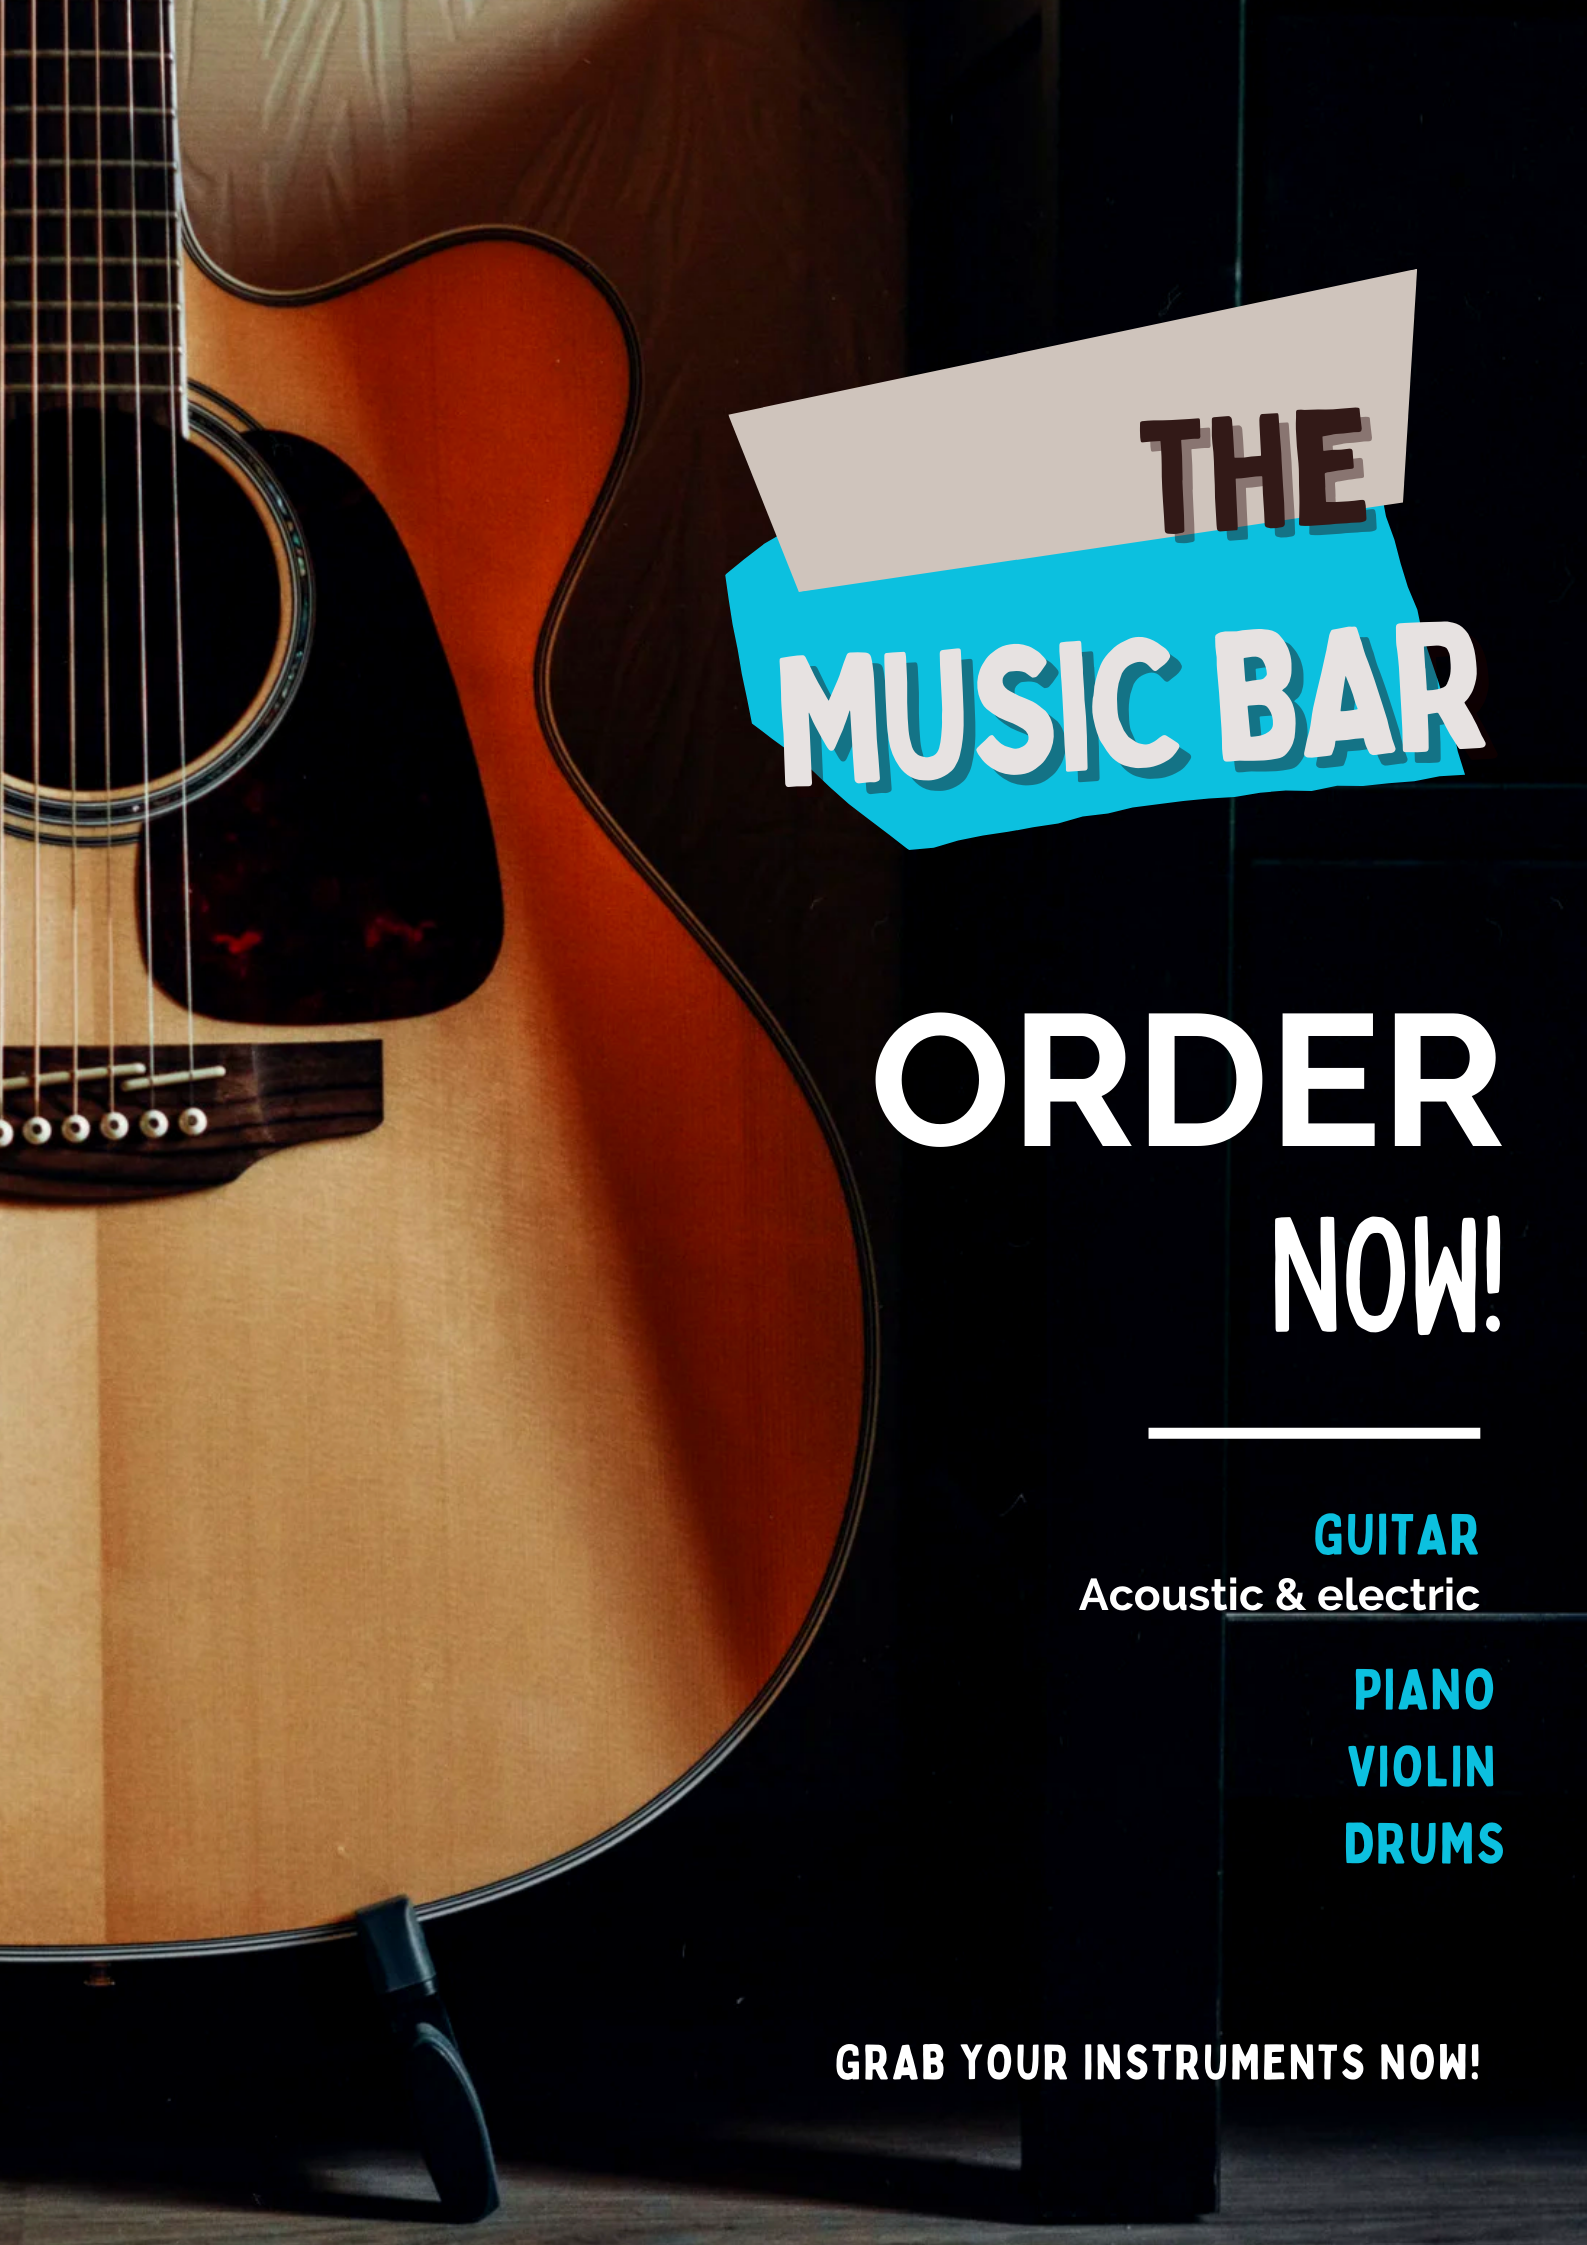 THE
MUSIC BAR
ORDER
NOW!
GUITAR
Acoustic & electric
PIANO
VIOLIN
DRUMS
GRAB YOUR INSTRUMENTS NOW!